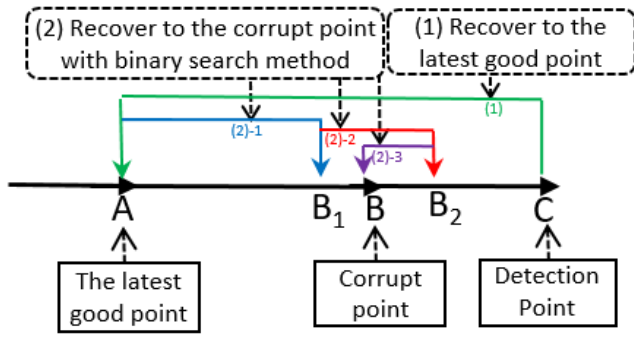 (2) Recover to the corrupt point
with binary search method
(1) Recover to the
latest good point
(1)
(2)-1
(2)-2
(2)-3
A
B1
B
B2
C
The latest
good point
Corrupt
point
Detection
Point